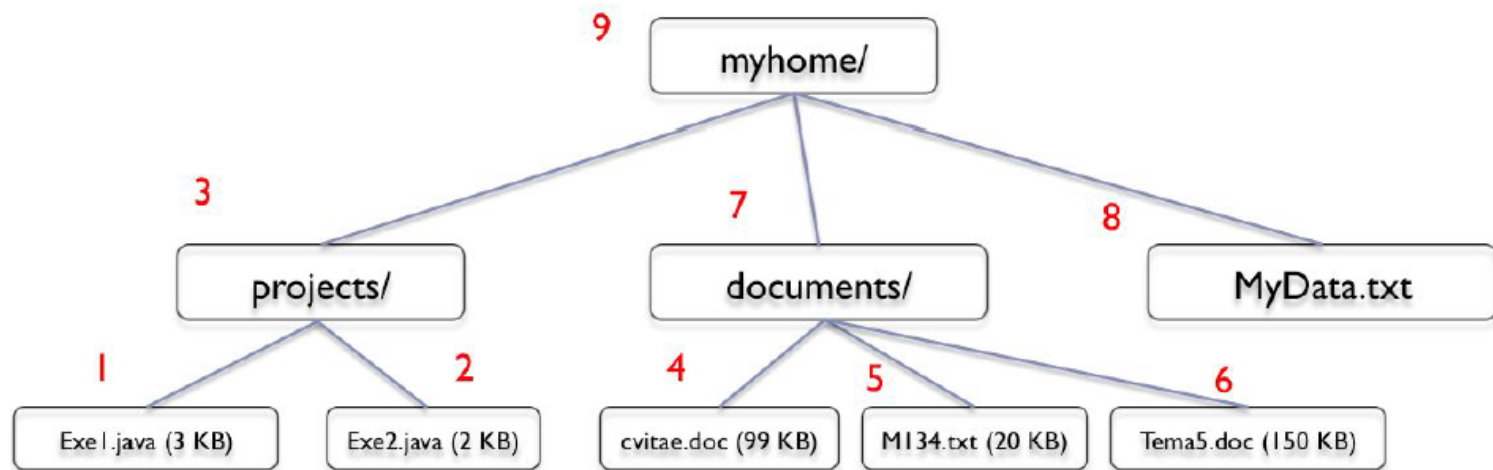 9
myhome/
3
7
8
projects/
documents/
MyData.txt
1
2
4
5
6
Exe1.java (3 KB)
Exe2.java (2 KB)
cvitae.doc (99 KB)
M134.txt (20 KB)
Tema5.doc (150 KB)